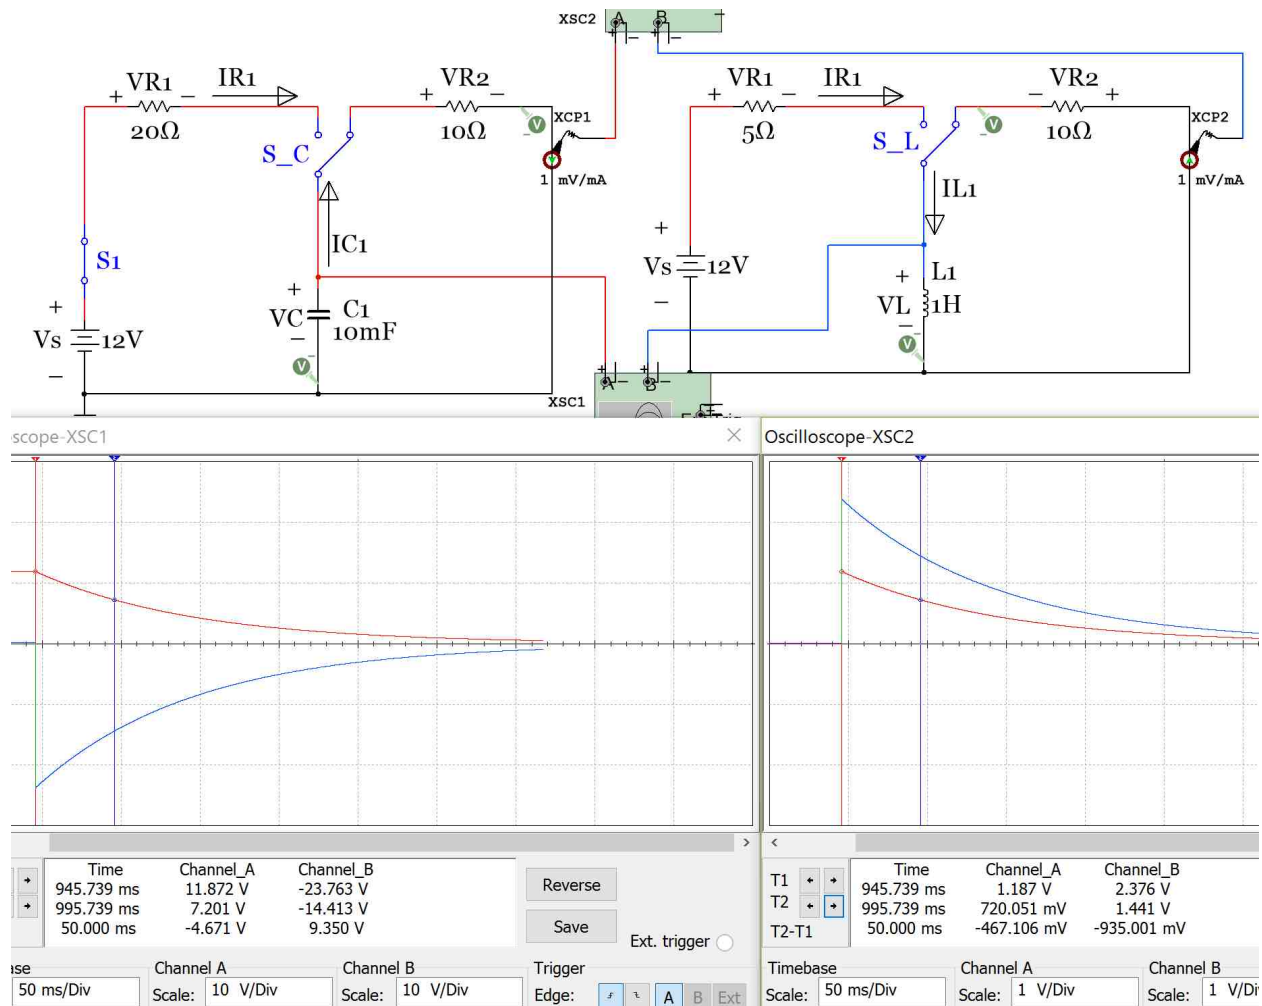 XSC2
A B
VR1 IR1 VR2 VR1 IR1 VR2
+ − + − + − − +
XCP1 XCP2
20Ω 10Ω 5Ω 10Ω
V V
S_C S_L
1 mV/mA 1 mV/mA
IL1
S1 IC1
+ Vs 12V −
+ L1
VL 1H −
+ VC C1 10mF −
+ Vs 12V −
V V
A B
XSC1
oscope-XSC1 × Oscilloscope-XSC2
Time Channel_A Channel_B
945.739 ms 11.872 V -23.763 V
995.739 ms 7.201 V -14.413 V
50.000 ms -4.671 V 9.350 V
Reverse
Save
Ext. trigger
T1
T2
T2-T1
Time Channel_A Channel_B
945.739 ms 1.187 V 2.376 V
995.739 ms 720.051 mV 1.441 V
50.000 ms -467.106 mV -935.001 mV
ase Channel A Channel B Trigger
50 ms/Div Scale: 10 V/Div Scale: 10 V/Div Edge: A B Ext
Timebase Channel A Channel B
Scale: 50 ms/Div Scale: 1 V/Div Scale: 1 V/Di